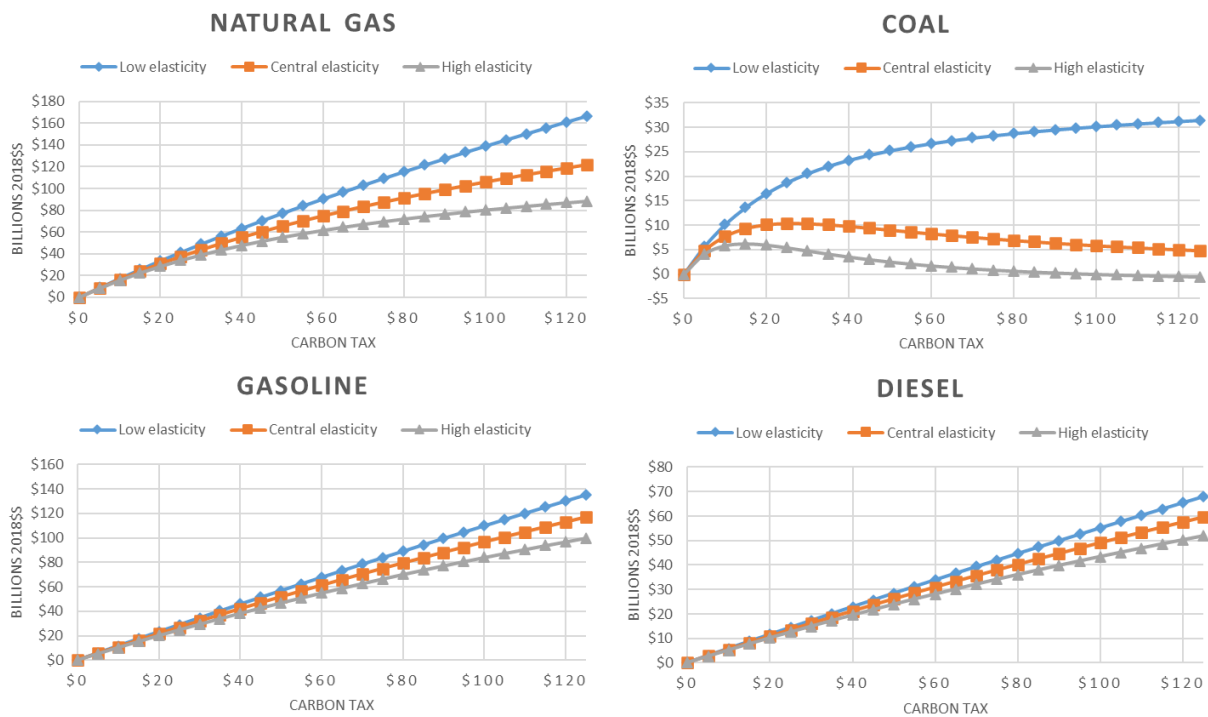 NATURAL GAS
Low elasticity Central elasticity High elasticity
$180
$160
$140
$120
$100
$80
$60
$40
$20
$0
BILLIONS 2018$S
$0 $20 $40 $60 $80 $100 $120
CARBON TAX
COAL
Low elasticity Central elasticity High elasticity
$35
$30
$25
$20
$15
$10
$5
$0
-$5
BILLIONS 2018$S
$0 $20 $40 $60 $80 $100 $120
CARBON TAX
GASOLINE
Low elasticity Central elasticity High elasticity
$160
$140
$120
$100
$80
$60
$40
$20
$0
BILLIONS 2018$S
$0 $20 $40 $60 $80 $100 $120
CARBON TAX
DIESEL
Low elasticity Central elasticity High elasticity
$80
$70
$60
$50
$40
$30
$20
$10
$0
BILLIONS 2018$S
$0 $20 $40 $60 $80 $100 $120
CARBON TAX